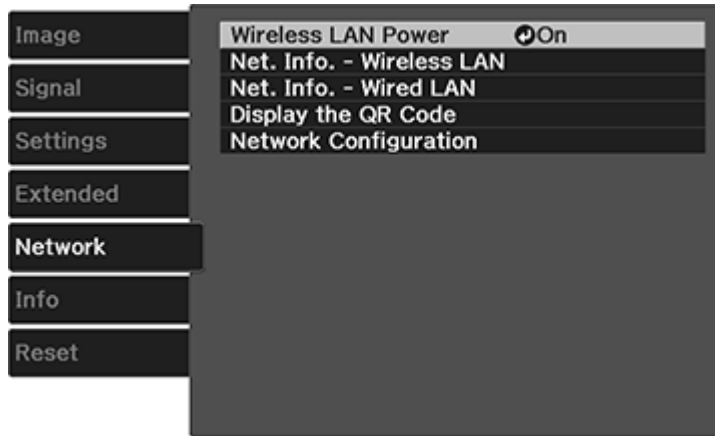 Image
Signal
Settings
Extended
Network
Info
Reset
Wireless LAN Power On
Net. Info. - Wireless LAN
Net. Info. - Wired LAN
Display the QR Code
Network Configuration